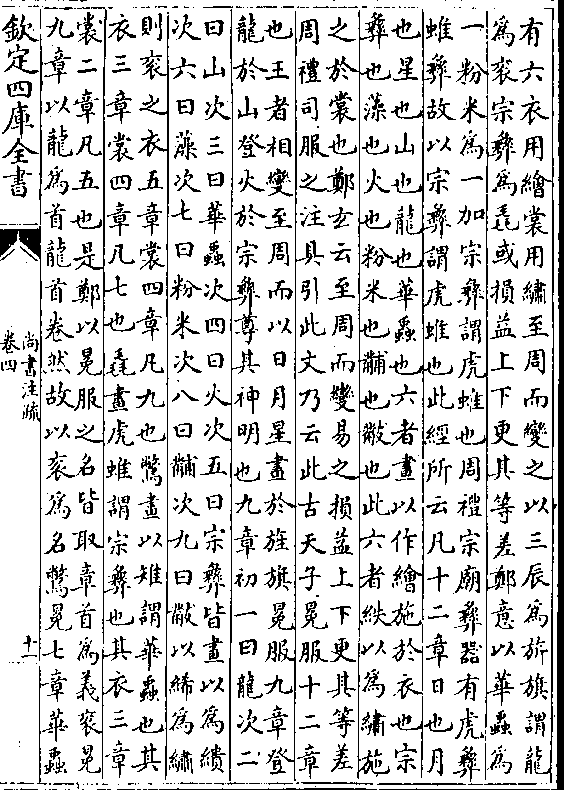 有六衣用繪裳用繡至周而變之以三辰為旂旗謂龍
為衮宗彝為毳或損益上下更其等差鄭意以華蟲為
一粉米為一加宗彝謂虎蜼也周禮宗廟彝器有虎彝
蜼彝故以宗彝謂虎蜼也此經所云凡十二章日也月
也星也山也龍也華蟲也六者畫以作繪施於衣也宗
彝也藻也火也粉米也黼也黻也此六者紩以為繡施
之於裳也鄭玄云至周而變易之損益上下更其等差
周禮司服之注具引此文乃云此古天子冕服十二章
也王者相變至周而以日月星畫於旌旗冕服九章登
龍於山登火於宗彝尊其神明也九章初一曰龍次二
曰山次三曰華蟲次四曰火次五曰宗彝皆畫以為繢
次六曰藻次七曰粉米次八曰黼次九曰黻以絺為繡
則衮之衣五章裳四章凡九也鷩畫以雉謂華蟲也其
衣三章裳四章凡七也毳畫虎蜼謂宗彝也其衣三章
裳二章凡五也是鄭以冕服之名皆取章首為義衮冕
九章以龍為首龍首卷然故以衮為名鷩冕七章華蟲
欽定四庫全書
尚書注疏
卷四
十一